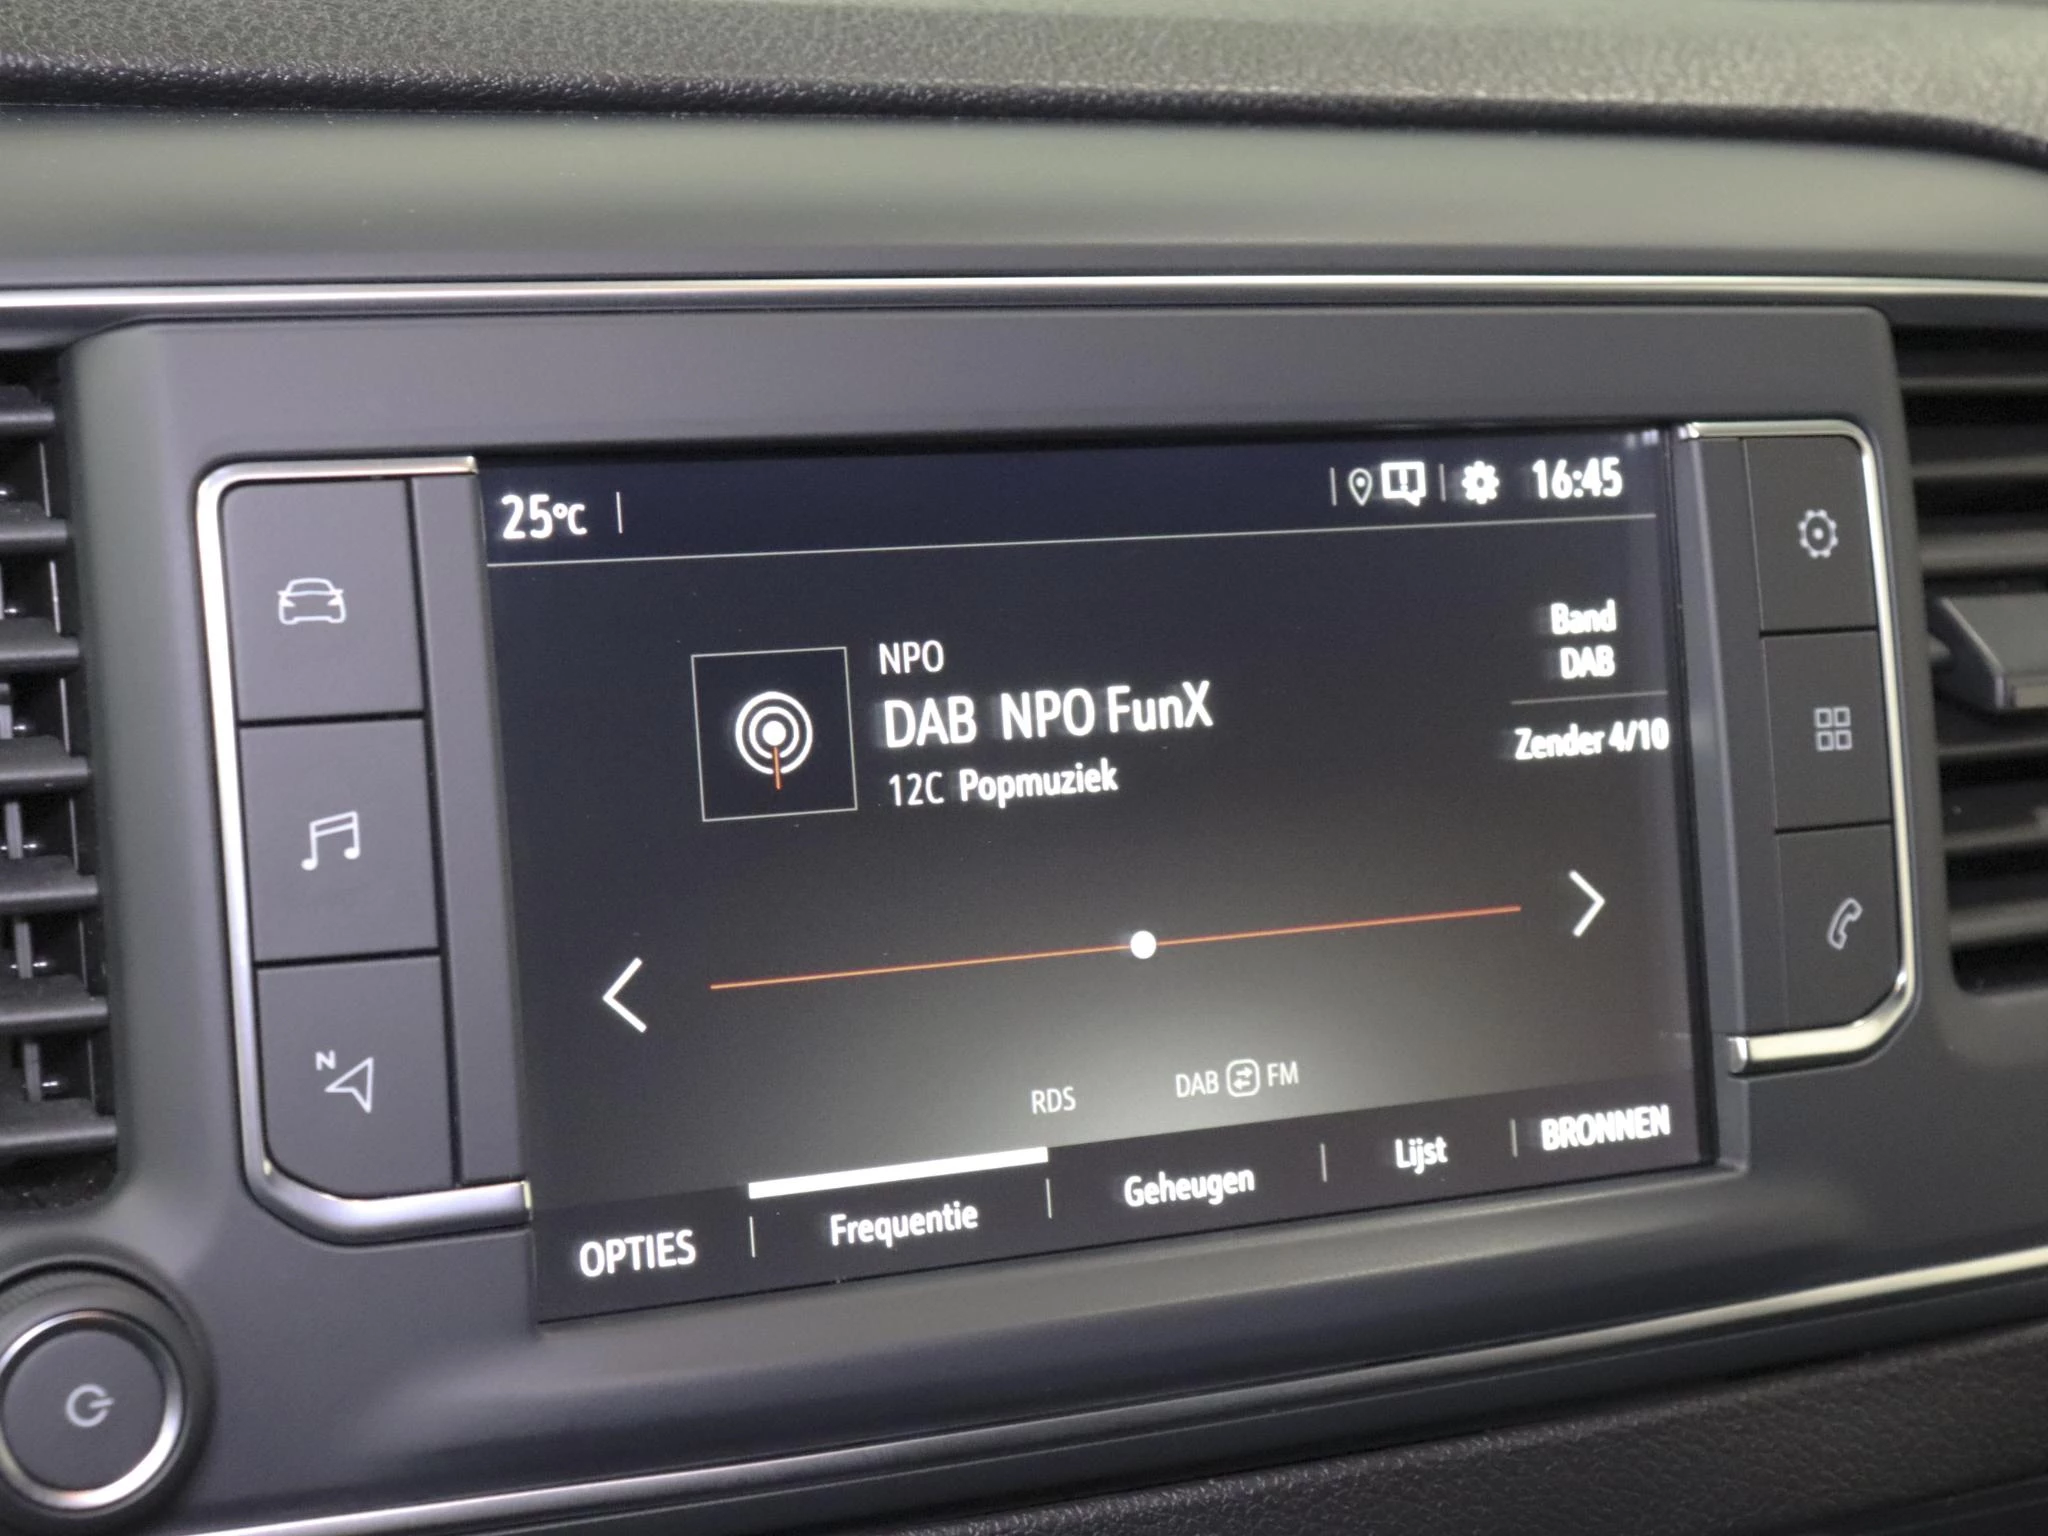 25°C
16:45
NPO
DAB NPO FunX
12C Popmuziek
Band
DAB
Zender 4/10
N
RDS
DAB FM
OPTIES
Frequentie
Geheugen
Lijst
BRONNEN